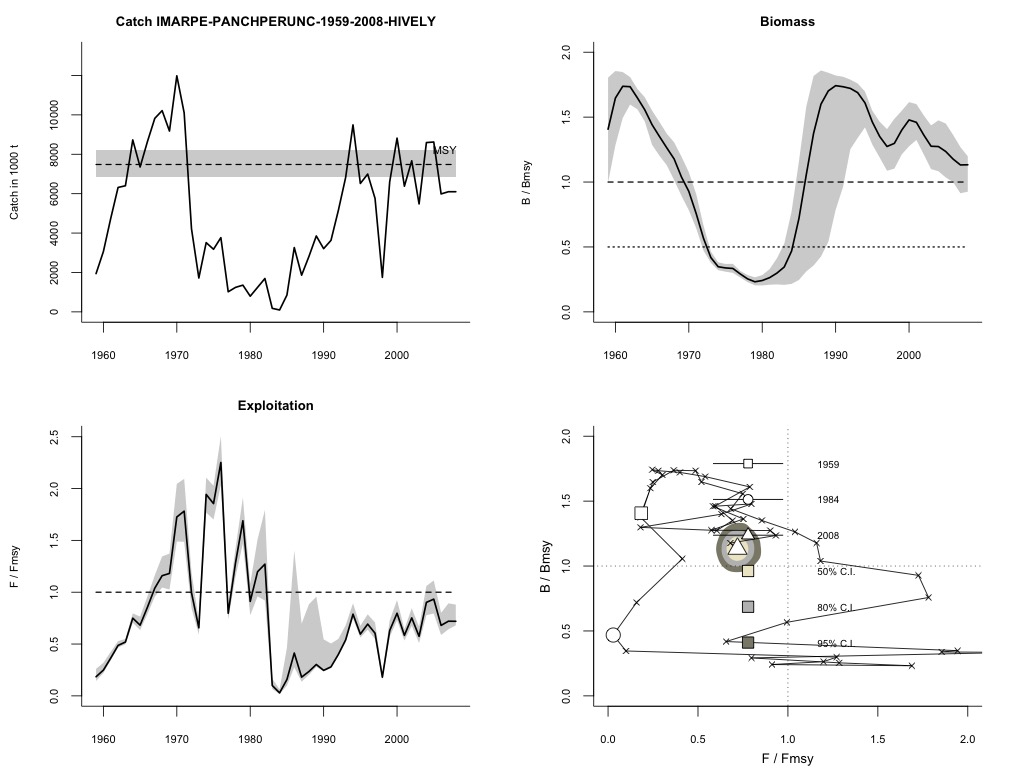 Catch IMARPE-PANCHPERUNC-1959-2008-HIVELY
Catch in 1000 t
0 2000 4000 6000 8000 10000
MSY
1960 1970 1980 1990 2000
Biomass
B / Bmsy
0.0 0.5 1.0 1.5 2.0
1960 1970 1980 1990 2000
Exploitation
F / Fmsy
0.0 0.5 1.0 1.5 2.0 2.5
1960 1970 1980 1990 2000
B / Bmsy
0.0 0.5 1.0 1.5 2.0
1959
1984
2008
50% C.I.
80% C.I.
95% C.I.
0.0 0.5 1.0 1.5 2.0
F / Fmsy